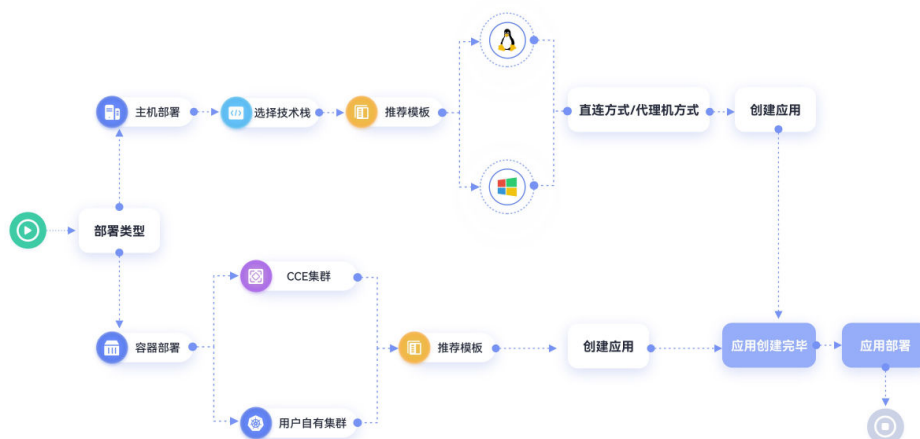 主机部署
选择技术栈
推荐模板
直连方式/代理机方式
创建应用
部署类型
CCE集群
容器部署
推荐模板
创建应用
应用创建完毕
应用部署
用户自有集群